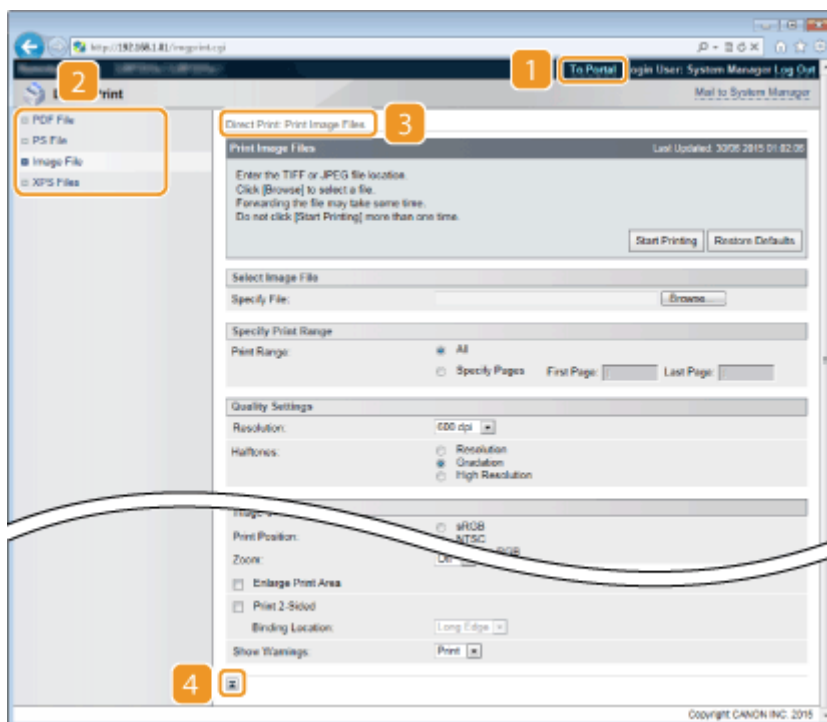 http://192.168.1.81/imgprint.cgi
1
To Portal Login User: System Manager Log Out
2
Print
Mail to System Manager
PDF File
PS File
Image File
XPS Files
Direct Print: Print Image Files
3
Print Image Files
Last Updated: 30/06 2015 01:02:06
Enter the TIFF or JPEG file location.
Click [Browse] to select a file.
Forwarding the file may take some time.
Do not click [Start Printing] more than one time.
Start Printing
Restore Defaults
Select Image File
Specify File:
Browse...
Specify Print Range
Print Range:
All
Specify Pages First Page: Last Page:
Quality Settings
Resolution:
600 dpi
Halftones:
Resolution
Gradation
High Resolution
sRGB
Print Position:
NTSC
Zoom:
Enlarge Print Area
Print 2-Sided
Binding Location:
Long Edge
Show Warnings:
Print
4
Copyright CANON INC. 2015